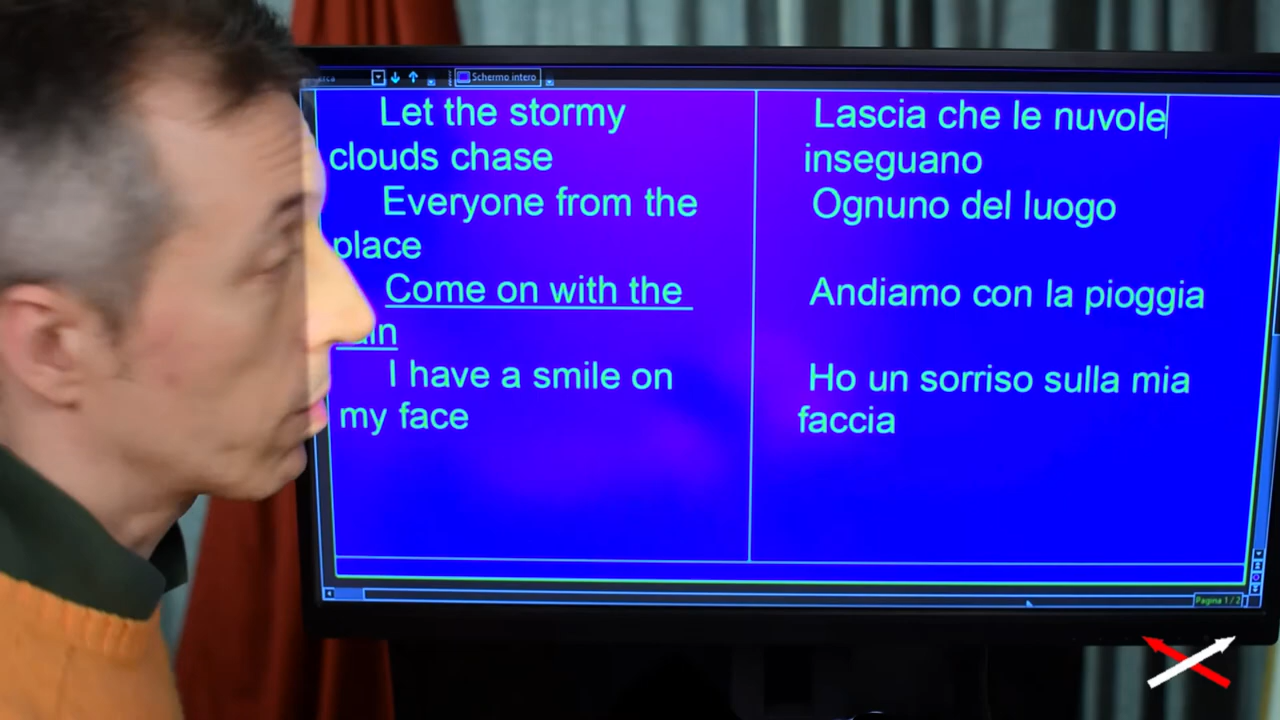 Schermo intero
Let the stormy
clouds chase
Everyone from the
place
Come on with the
I have a smile on
my face
Lascia che le nuvole
inseguano
Ognuno del luogo
Andiamo con la pioggia
Ho un sorriso sulla mia
faccia
Pagina 1 / 2